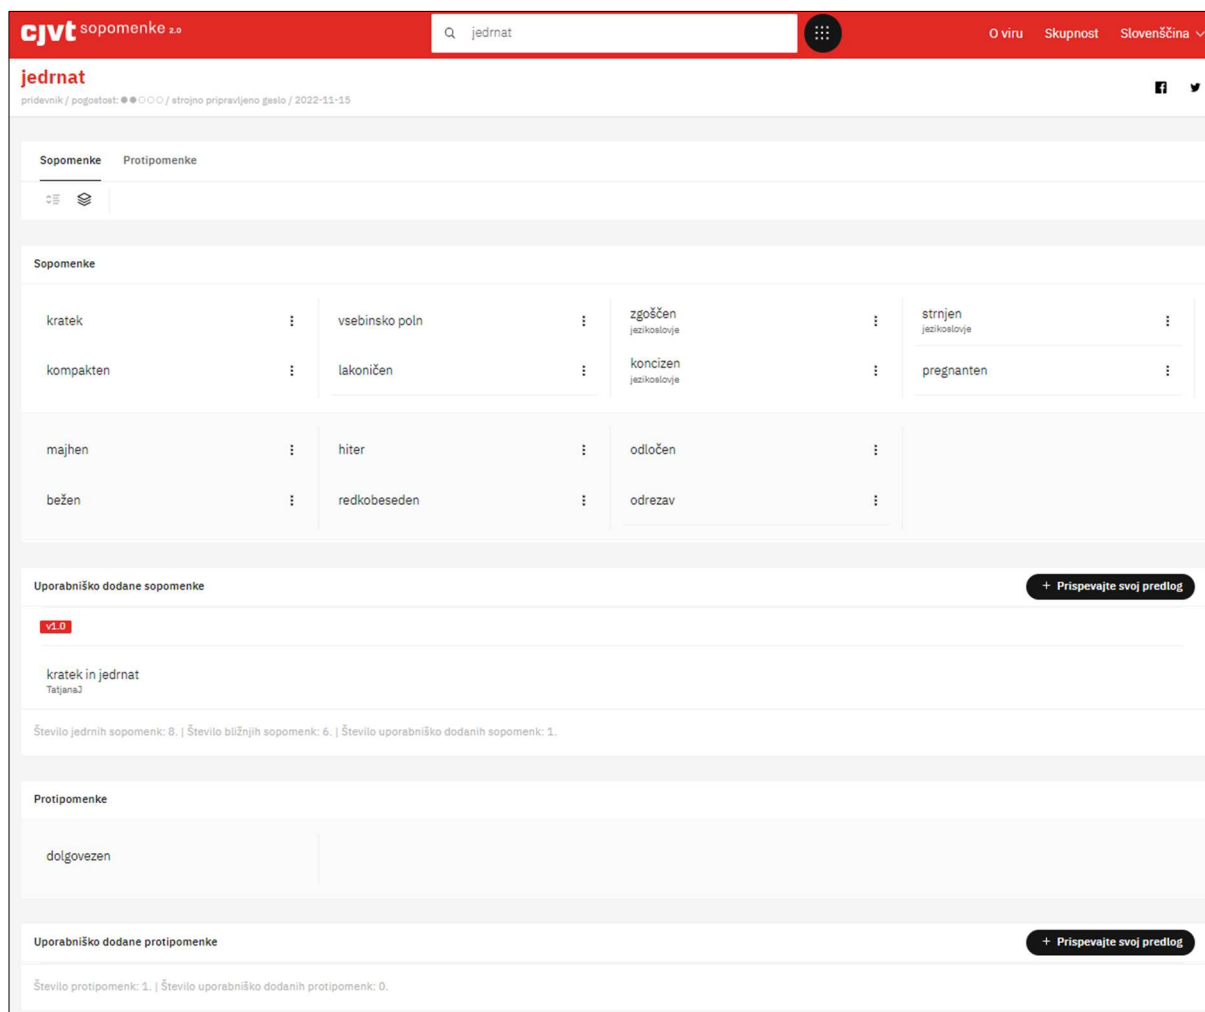 cjvt sopomenke 2.0
jedrnat
O viru Skupnost Slovenščina
jedrnat
pridevnik / pogostost: / strojno pripravljeno geslo / 2022-11-15
Sopomenke Protipomenke
Sopomenke
kratek vsebinsko poln zgoščen strnjen
jezikoslovje jezikoslovje
kompakten lakoničen koncizen pregnanten
jezikoslovje
majhen hiter odločen
bežen redkobeseden odrezav
Uporabniško dodane sopomenke + Prispevajte svoj predlog
v1.0
kratek in jedrnat
TatjanaJ
Število jedrnih sopomenk: 8. | Število bližnjih sopomenk: 6. | Število uporabniško dodanih sopomenk: 1.
Protipomenke
dolgovezen
Uporabniško dodane protipomenke + Prispevajte svoj predlog
Število protipomenk: 1. | Število uporabniško dodanih protipomenk: 0.